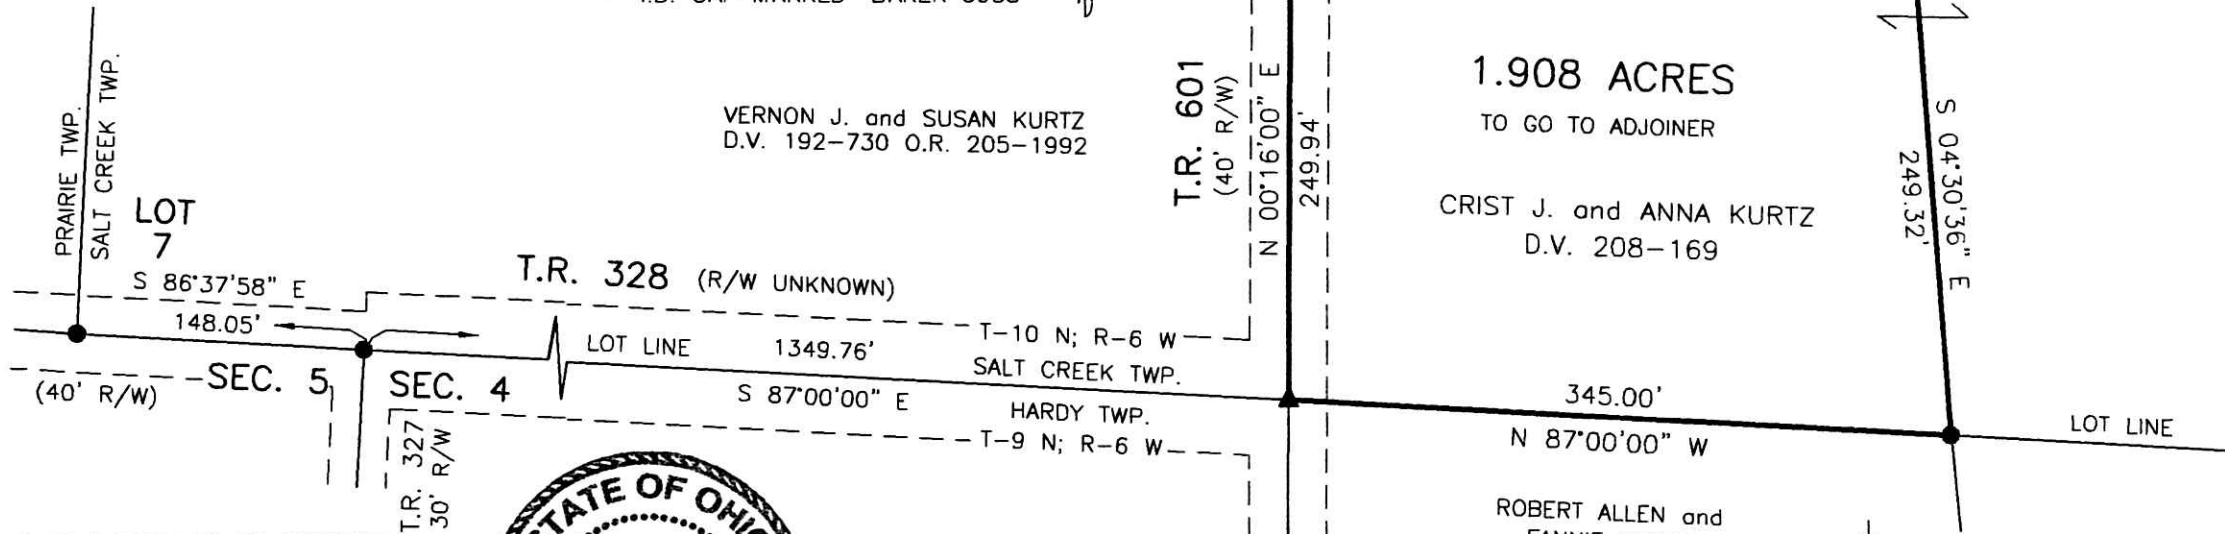 PRAIRIE TWP.
SALT CREEK TWP.
LOT
7
VERNON J. and SUSAN KURTZ
D.V. 192-730 O.R. 205-1992
T.R. 601
(40' R/W)
N 00°16'00" E
249.94'
1.908 ACRES
TO GO TO ADJOINER
CRIST J. and ANNA KURTZ
D.V. 208-169
S 04°30'36" E
249.32'
S 86°37'58" E
148.05'
T.R. 328 (R/W UNKNOWN)
LOT LINE 1349.76'
T-10 N; R-6 W
SALT CREEK TWP.
S 87°00'00" E
HARDY TWP.
T-9 N; R-6 W
(40' R/W)
SEC. 5
SEC. 4
T.R. 327
30' R/W
345.00'
N 87°00'00" W
LOT LINE
STATE OF OHIO
ROBERT ALLEN and